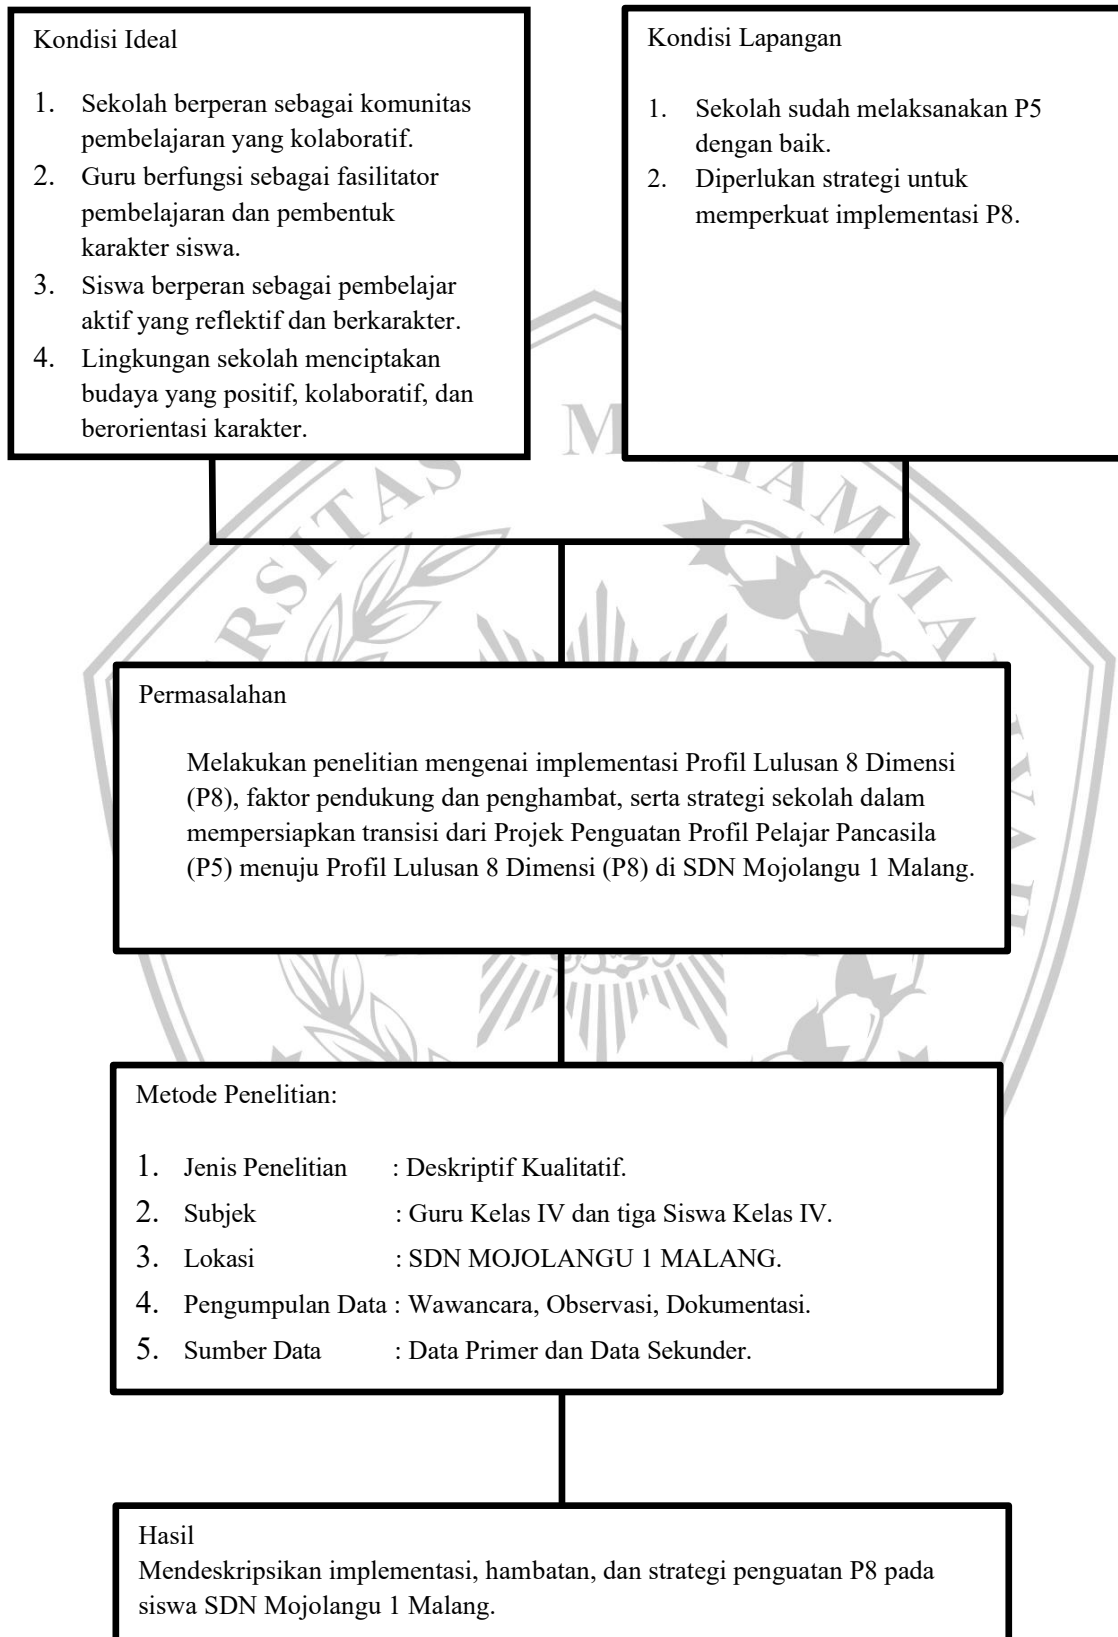 Kondisi Ideal
1. Sekolah berperan sebagai komunitas
pembelajaran yang kolaboratif.
2. Guru berfungsi sebagai fasilitator
pembelajaran dan pembentuk
karakter siswa.
3. Siswa berperan sebagai pembelajar
aktif yang reflektif dan berkarakter.
4. Lingkungan sekolah menciptakan
budaya yang positif, kolaboratif, dan
berorientasi karakter.
Kondisi Lapangan
1. Sekolah sudah melaksanakan P5
dengan baik.
2. Diperlukan strategi untuk
memperkuat implementasi P8.
Permasalahan
Melakukan penelitian mengenai implementasi Profil Lulusan 8 Dimensi
(P8), faktor pendukung dan penghambat, serta strategi sekolah dalam
mempersiapkan transisi dari Projek Penguatan Profil Pelajar Pancasila
(P5) menuju Profil Lulusan 8 Dimensi (P8) di SDN Mojolangu 1 Malang.
Metode Penelitian:
1. Jenis Penelitian : Deskriptif Kualitatif.
2. Subjek : Guru Kelas IV dan tiga Siswa Kelas IV.
3. Lokasi : SDN MOJOLANGU 1 MALANG.
4. Pengumpulan Data : Wawancara, Observasi, Dokumentasi.
5. Sumber Data : Data Primer dan Data Sekunder.
Hasil
Mendeskripsikan implementasi, hambatan, dan strategi penguatan P8 pada
siswa SDN Mojolangu 1 Malang.